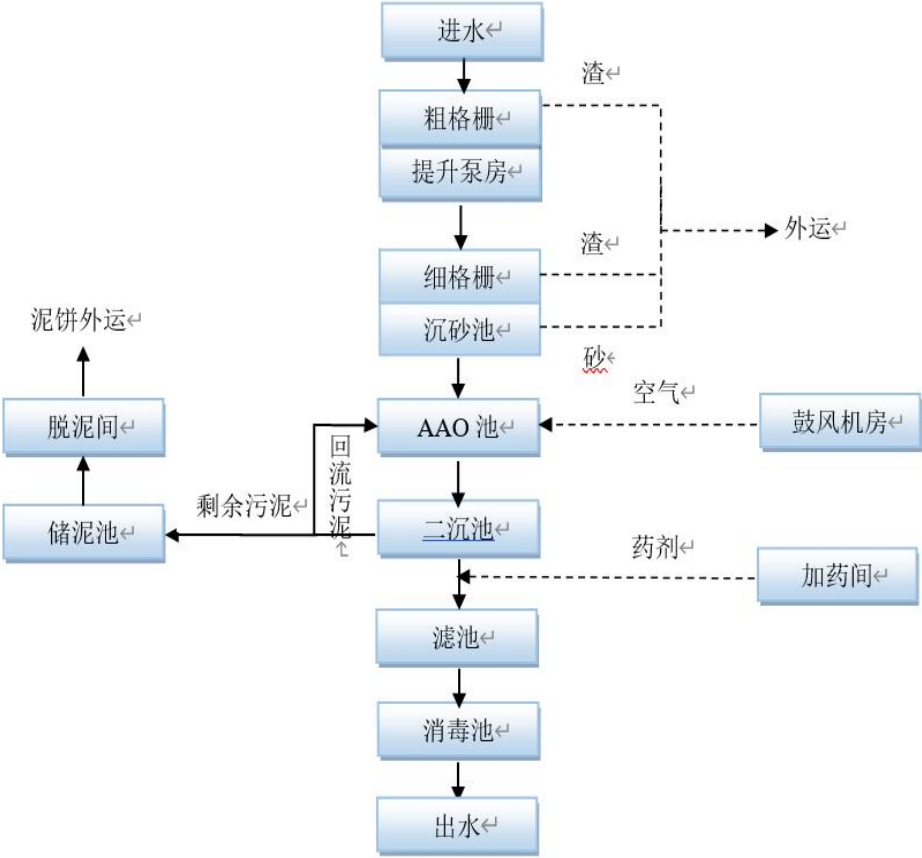 进水
渣
粗格栅
提升泵房
外运
渣
细格栅
泥饼外运
沉砂池
砂
空气
脱泥间
AAO 池
鼓风机房
回流污泥
剩余污泥
储泥池
二沉池
药剂
加药间
滤池
消毒池
出水